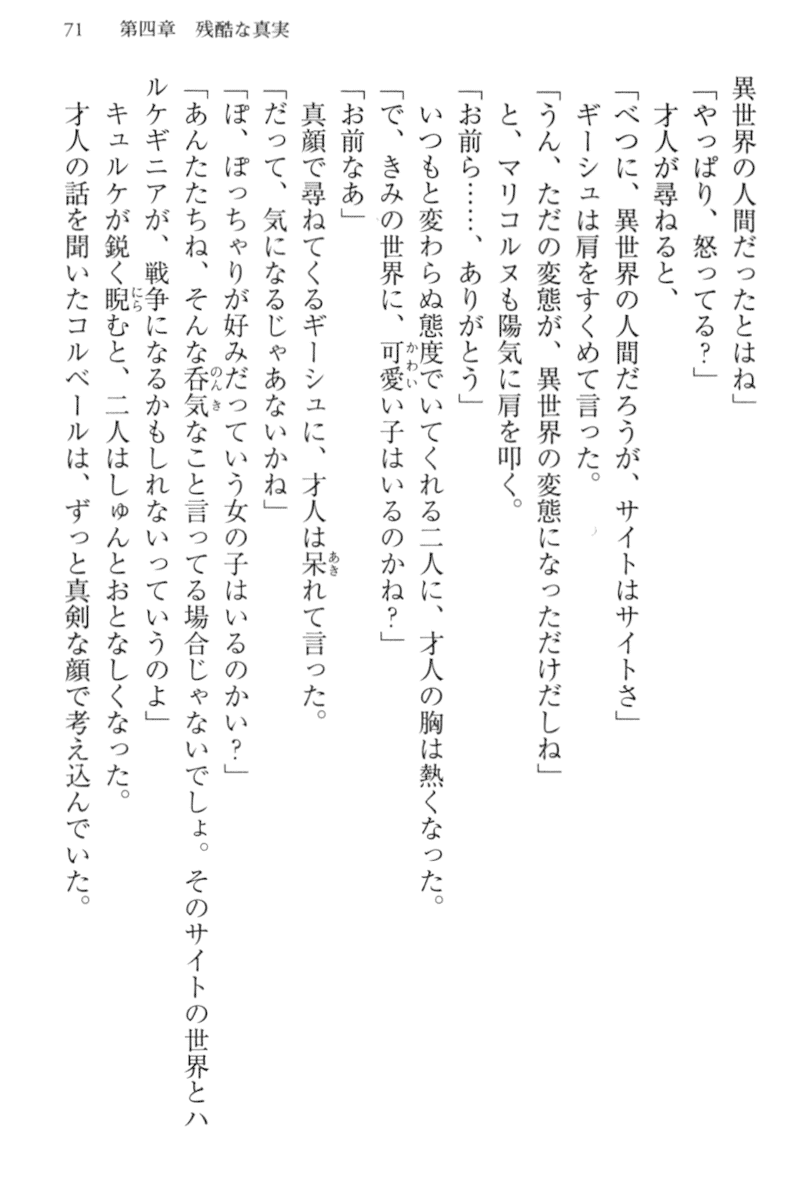 71　第四章　残酷な真実
異世界の人間だったとはね」
「やっぱり、怒ってる？」
才人が尋ねると、
「べつに、異世界の人間だろうが、サイトはサイトさ」
ギーシュは肩をすくめて言った。
「うん、ただの変態が、異世界の変態になっただけだしね」
と、マリコルヌも陽気に肩を叩く。
「お前ら……、ありがとう」
いつもと変わらぬ態度でいてくれる二人に、才人の胸は熱くなった。
「で、きみの世界に、可愛い子はいるのかね？」
「お前なあ」
真顔で尋ねてくるギーシュに、才人は呆れて言った。
「だって、気になるじゃあないかね」
「ぽ、ぽっちゃりが好みだっていう女の子はいるのかい？」
「あんたたちね、そんな呑気なこと言ってる場合じゃないでしょ。そのサイトの世界とハ
ルケギニアが、戦争になるかもしれないっていうのよ」
キュルケが鋭く睨むと、二人はしゅんとおとなしくなった。
才人の話を聞いたコルベールは、ずっと真剣な顔で考え込んでいた。